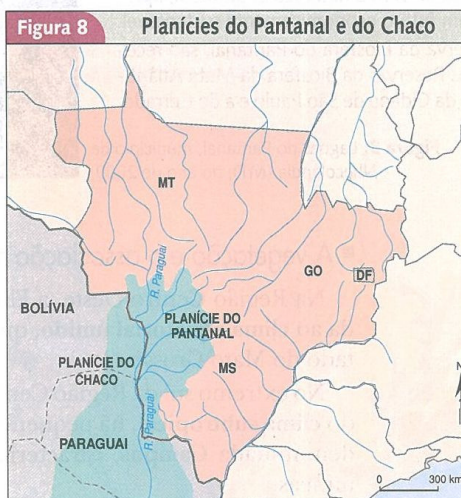 Figura 8
Planícies do Pantanal e do Chaco
MT
R. Paraguai
GO
DF
BOLÍVIA
PLANÍCIE DO
PANTANAL
PLANÍCIE DO
CHACO
MS
R. Paraguai
PARAGUAI
0 300 km